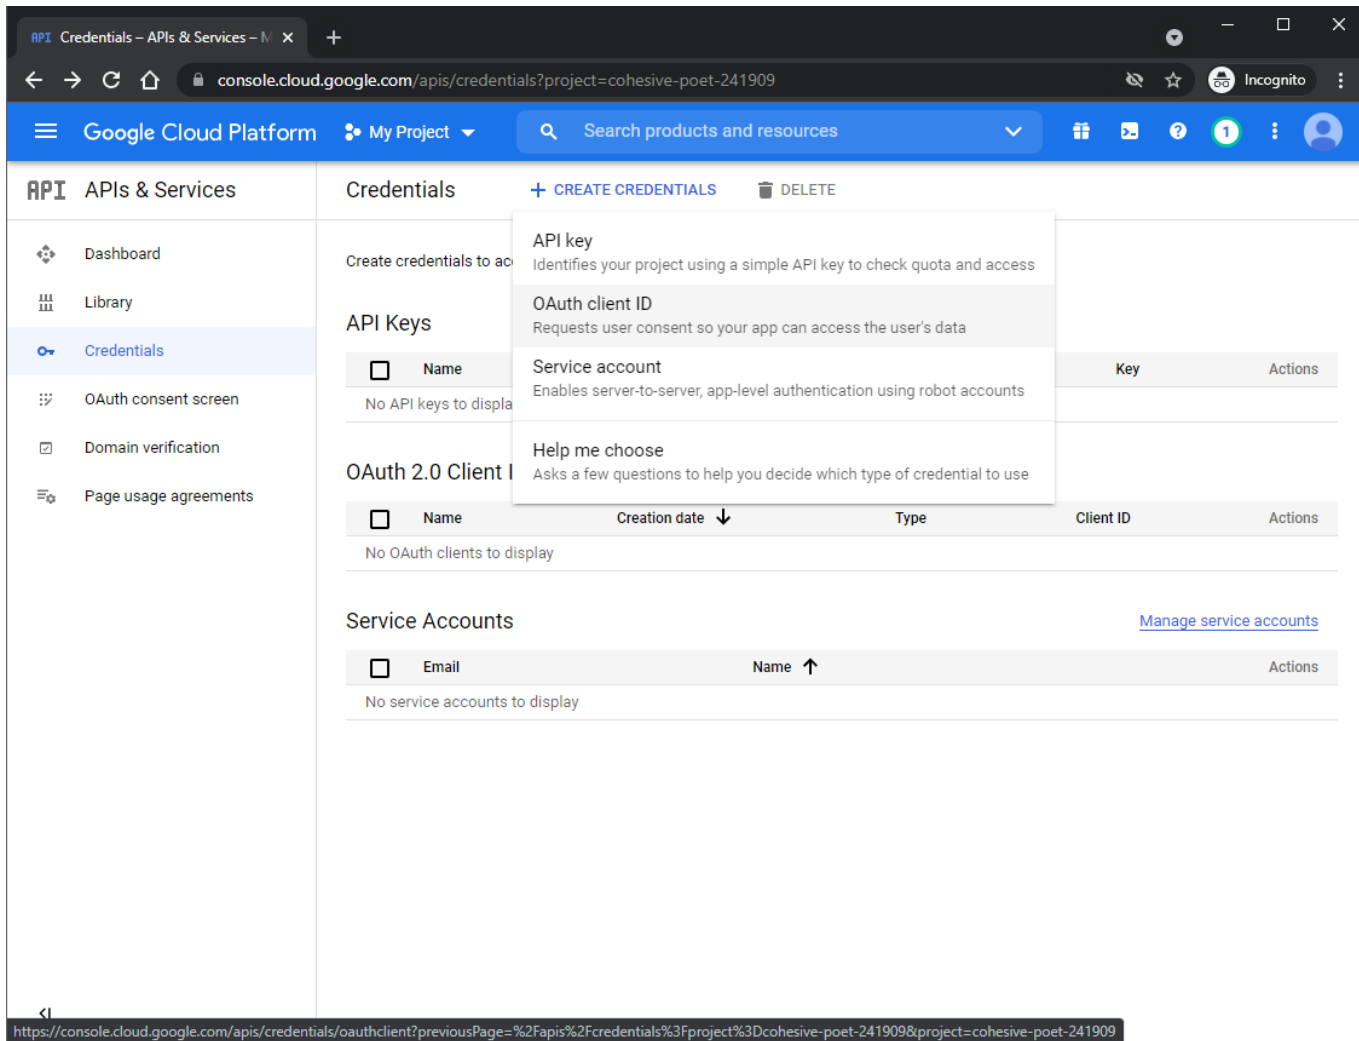 API Credentials – APIs & Services – M
console.cloud.google.com/apis/credentials?project=cohesive-poet-241909
Incognito
Google Cloud Platform
My Project
Search products and resources
1
API APIs & Services
Credentials
CREATE CREDENTIALS
DELETE
Dashboard
Library
Credentials
OAuth consent screen
Domain verification
Page usage agreements
Create credentials to ac
API key
Identifies your project using a simple API key to check quota and access
OAuth client ID
Requests user consent so your app can access the user's data
Service account
Enables server-to-server, app-level authentication using robot accounts
Help me choose
Asks a few questions to help you decide which type of credential to use
API Keys
Name Key Actions
No API keys to displa
OAuth 2.0 Client I
Name Creation date Type Client ID Actions
No OAuth clients to display
Service Accounts
Manage service accounts
Email Name Actions
No service accounts to display
https://console.cloud.google.com/apis/credentials/oauthclient?previousPage=%2Fapis%2Fcredentials%3Fproject%3Dcohesive-poet-241909&project=cohesive-poet-241909